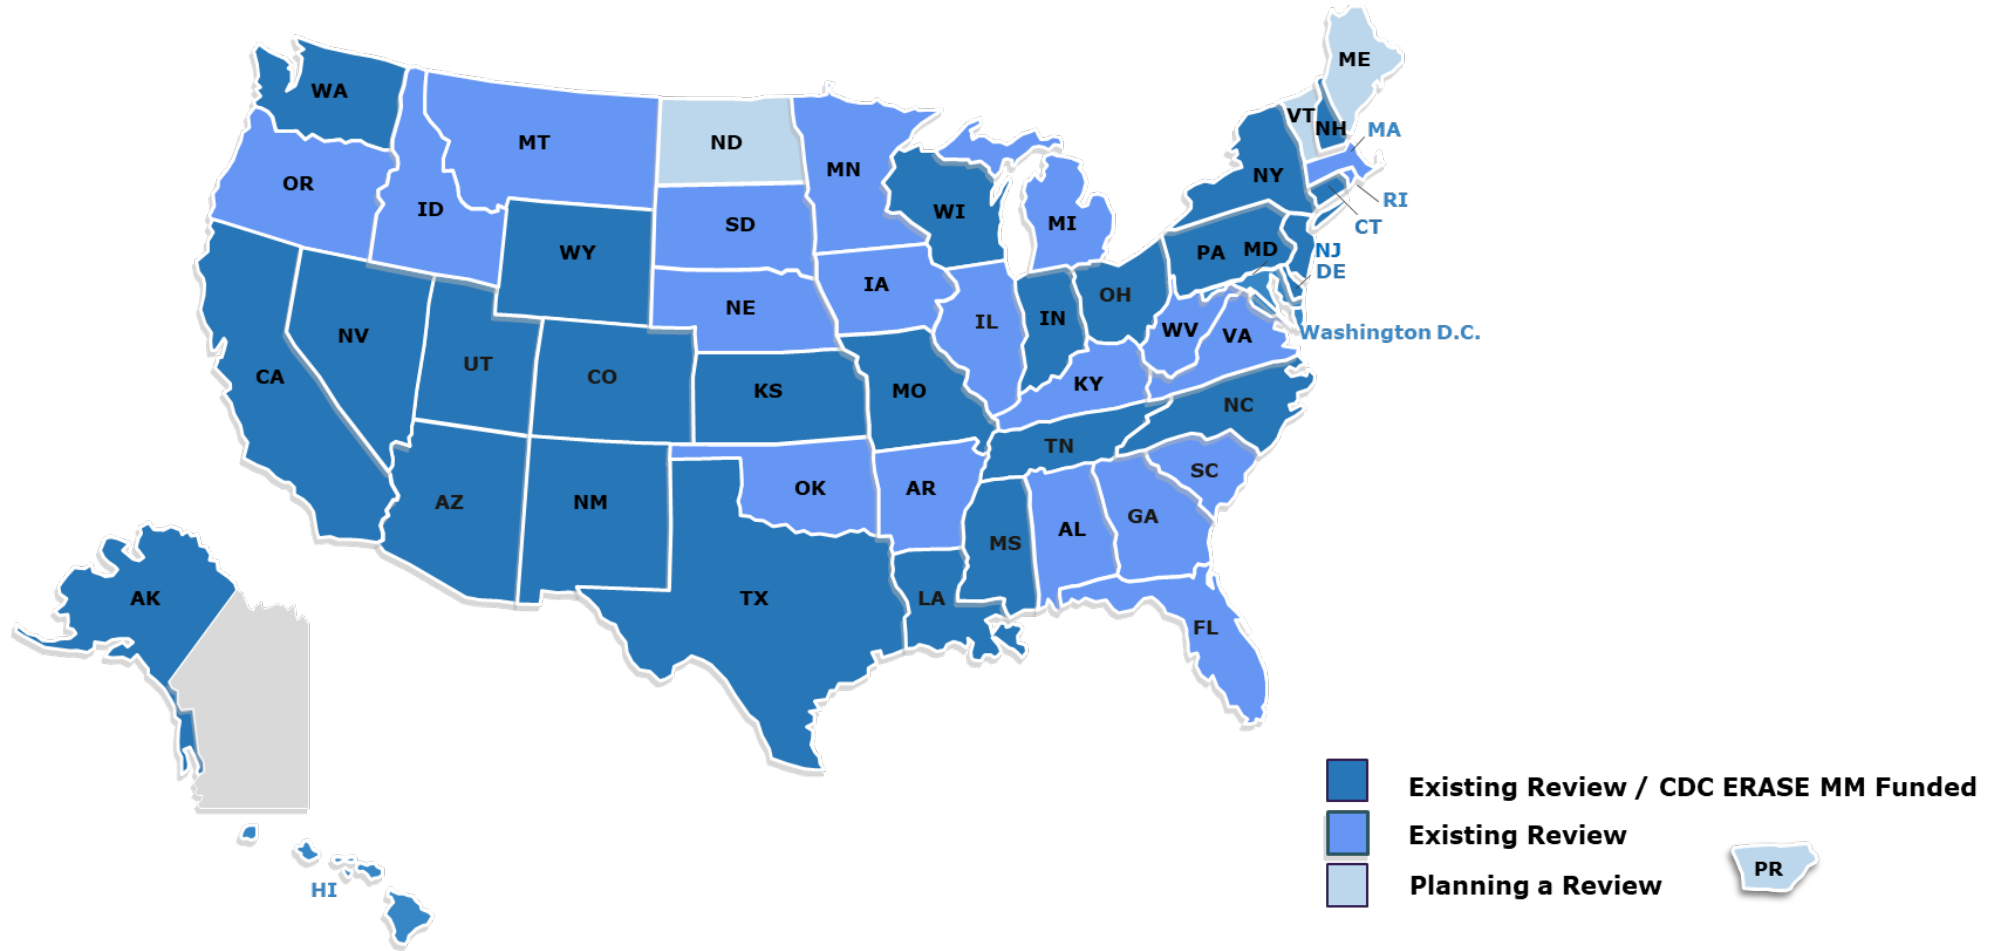 ME
WA
VT
NH
MA
MT
ND
MN
OR
ID
NY
RI
WI
SD
MI
CT
WY
PA
MD
NJ
DE
IA
OH
NE
IL
IN
WV
VA
Washington D.C.
NV
UT
CO
CA
KS
MO
KY
NC
TN
SC
AZ
NM
OK
AR
GA
AL
MS
AK
TX
LA
FL
Existing Review / CDC ERASE MM Funded
Existing Review
PR
Planning a Review
HI